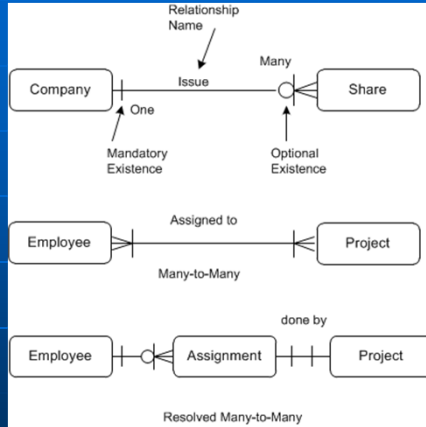 Relationship
Name
Many
Company
Issue
Share
One
Mandatory
Existence
Optional
Existence
Assigned to
Employee
Project
Many-to-Many
done by
Employee
Assignment
Project
Resolved Many-to-Many